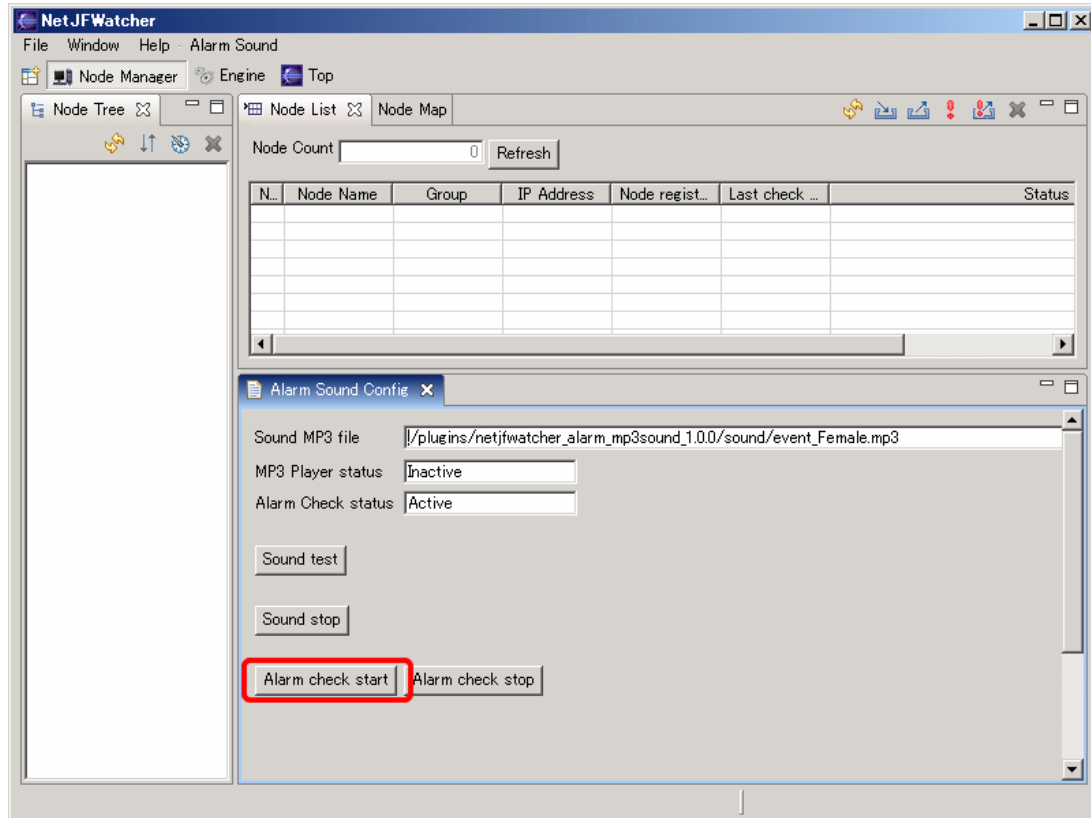 NetJFWatcher
File Window Help Alarm Sound
Node Manager Engine Top
Node Tree
Node List Node Map
Node Count 0 Refresh
N... Node Name Group IP Address Node regist... Last check ... Status
Alarm Sound Config
Sound MP3 file /plugins/netjfwatcher_alarm_mp3sound_1.0.0/sound/event_Female.mp3
MP3 Player status Inactive
Alarm Check status Active
Sound test
Sound stop
Alarm check start Alarm check stop